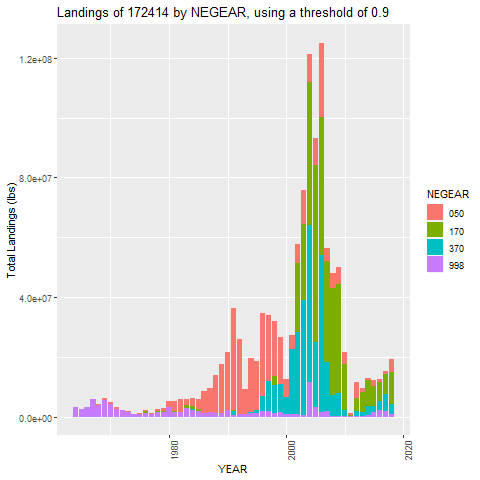 Landings of 172414 by NEGEAR, using a threshold of 0.9
Total Landings (lbs)
1.2e+08
8.0e+07
4.0e+07
0.0e+00
1980
2000
2020
YEAR
NEGEAR
050
170
370
998